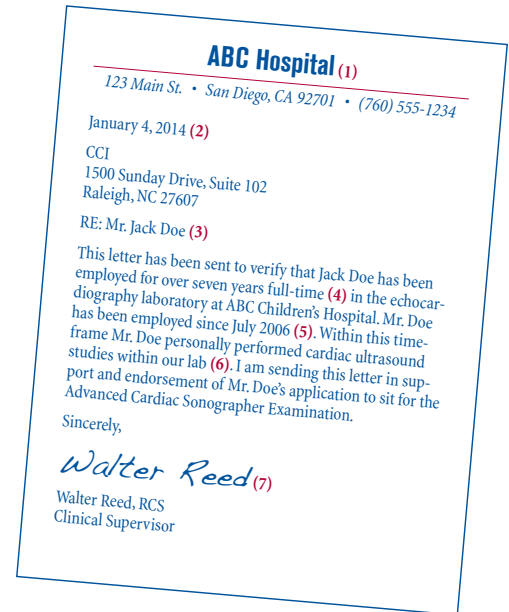 ABC Hospital (1)
123 Main St. • San Diego, CA 92701 • (760) 555-1234
January 4, 2014 (2)
CCI
1500 Sunday Drive, Suite 102
Raleigh, NC 27607
RE: Mr. Jack Doe (3)
This letter has been sent to verify that Jack Doe has been
employed for over seven years full-time (4) in the echocar-
diography laboratory at ABC Children's Hospital. Mr. Doe
has been employed since July 2006 (5). Within this time-
frame Mr. Doe personally performed cardiac ultrasound
studies within our lab (6). I am sending this letter in sup-
port and endorsement of Mr. Doe's application to sit for the
Advanced Cardiac Sonographer Examination.
Sincerely,
Walter Reed (7)
Walter Reed, RCS
Clinical Supervisor